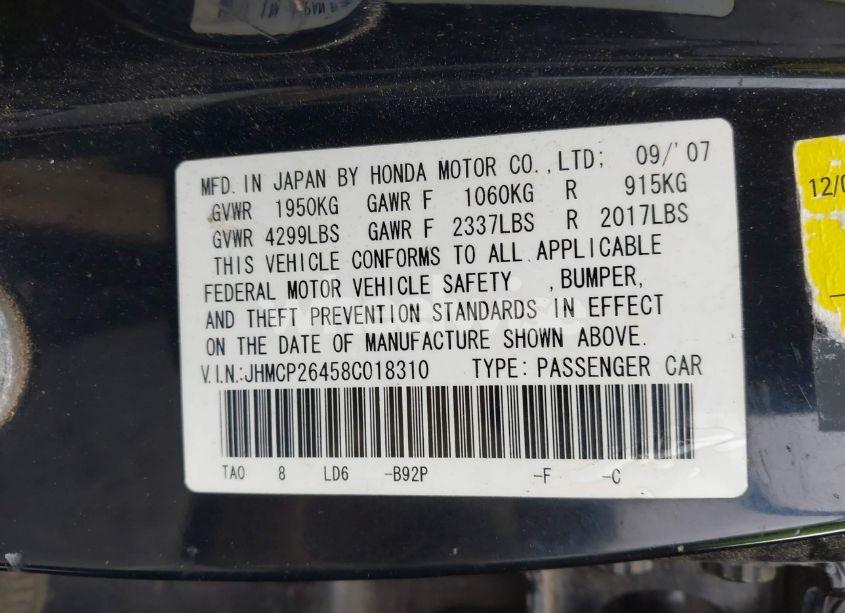 MFD. IN JAPAN BY HONDA MOTOR CO.,LTD; 09/'07
GVWR 1950KG GAWR F 1060KG R 915KG
GVWR 4299LBS GAWR F 2337LBS R 2017LBS
THIS VEHICLE CONFORMS TO ALL APPLICABLE
FEDERAL MOTOR VEHICLE SAFETY , BUMPER,
AND THEFT PREVENTION STANDARDS IN EFFECT
ON THE DATE OF MANUFACTURE SHOWN ABOVE.
V.I.N.:JHMCP26458C018310 TYPE: PASSENGER CAR
TA0 8 LD6 -B92P -F -C